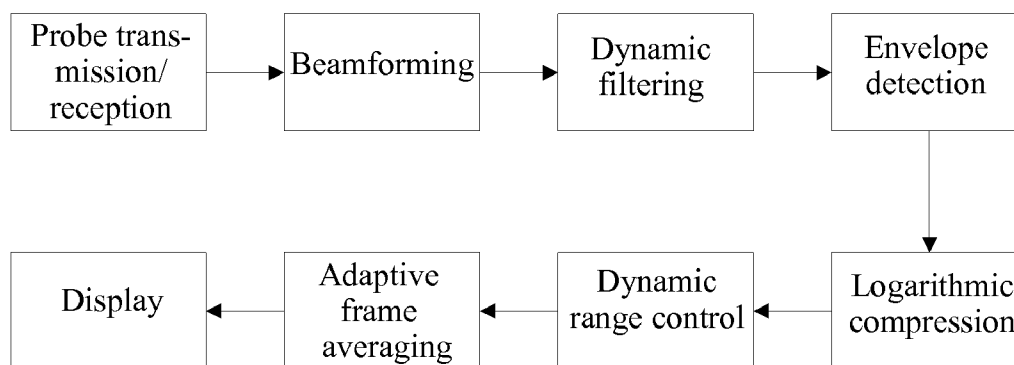 Probe trans-
mission/
reception
Beamforming
Dynamic
filtering
Envelope
detection
Logarithmic
compression
Dynamic
range control
Adaptive
frame
averaging
Display